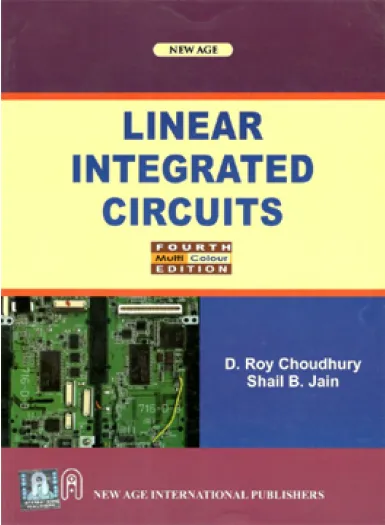 NEW AGE
LINEAR
INTEGRATED
CIRCUITS
FOURTH
Multi Colour
EDITION
D. Roy Choudhury
Shail B. Jain
NEW AGE INTERNATIONAL PUBLISHERS